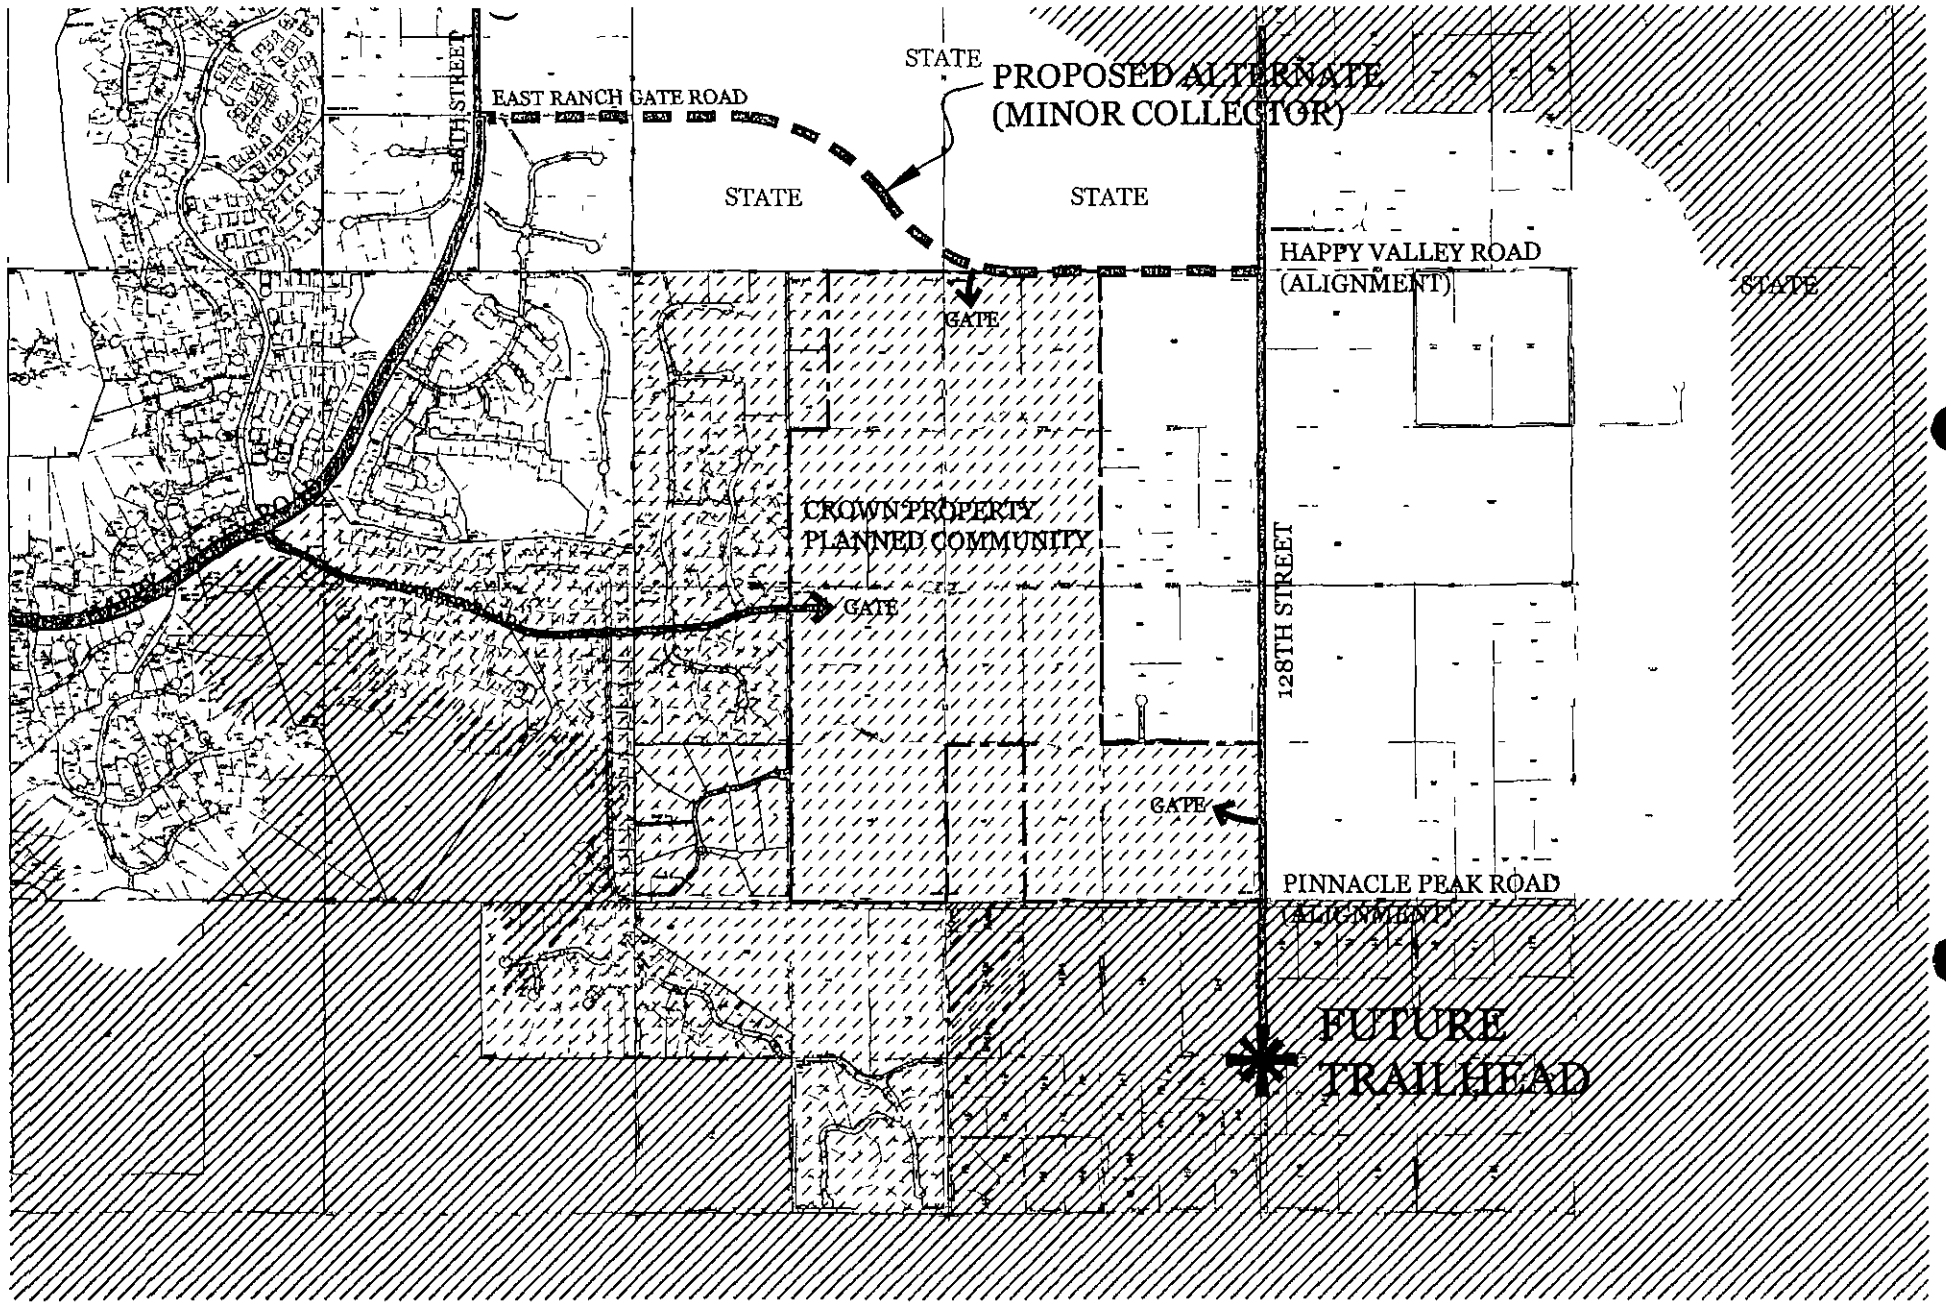 STATE
PROPOSED ALTERNATE
(MINOR COLLECTOR)
EAST RANCH GATE ROAD
STREET
STATE
STATE
HAPPY VALLEY ROAD
(ALIGNMENT)
STATE
GATE
CROWN PROPERTY
PLANNED COMMUNITY
GATE
128TH STREET
GATE
PINNACLE PEAK ROAD
(ALIGNMENT)
FUTURE
TRAILHEAD